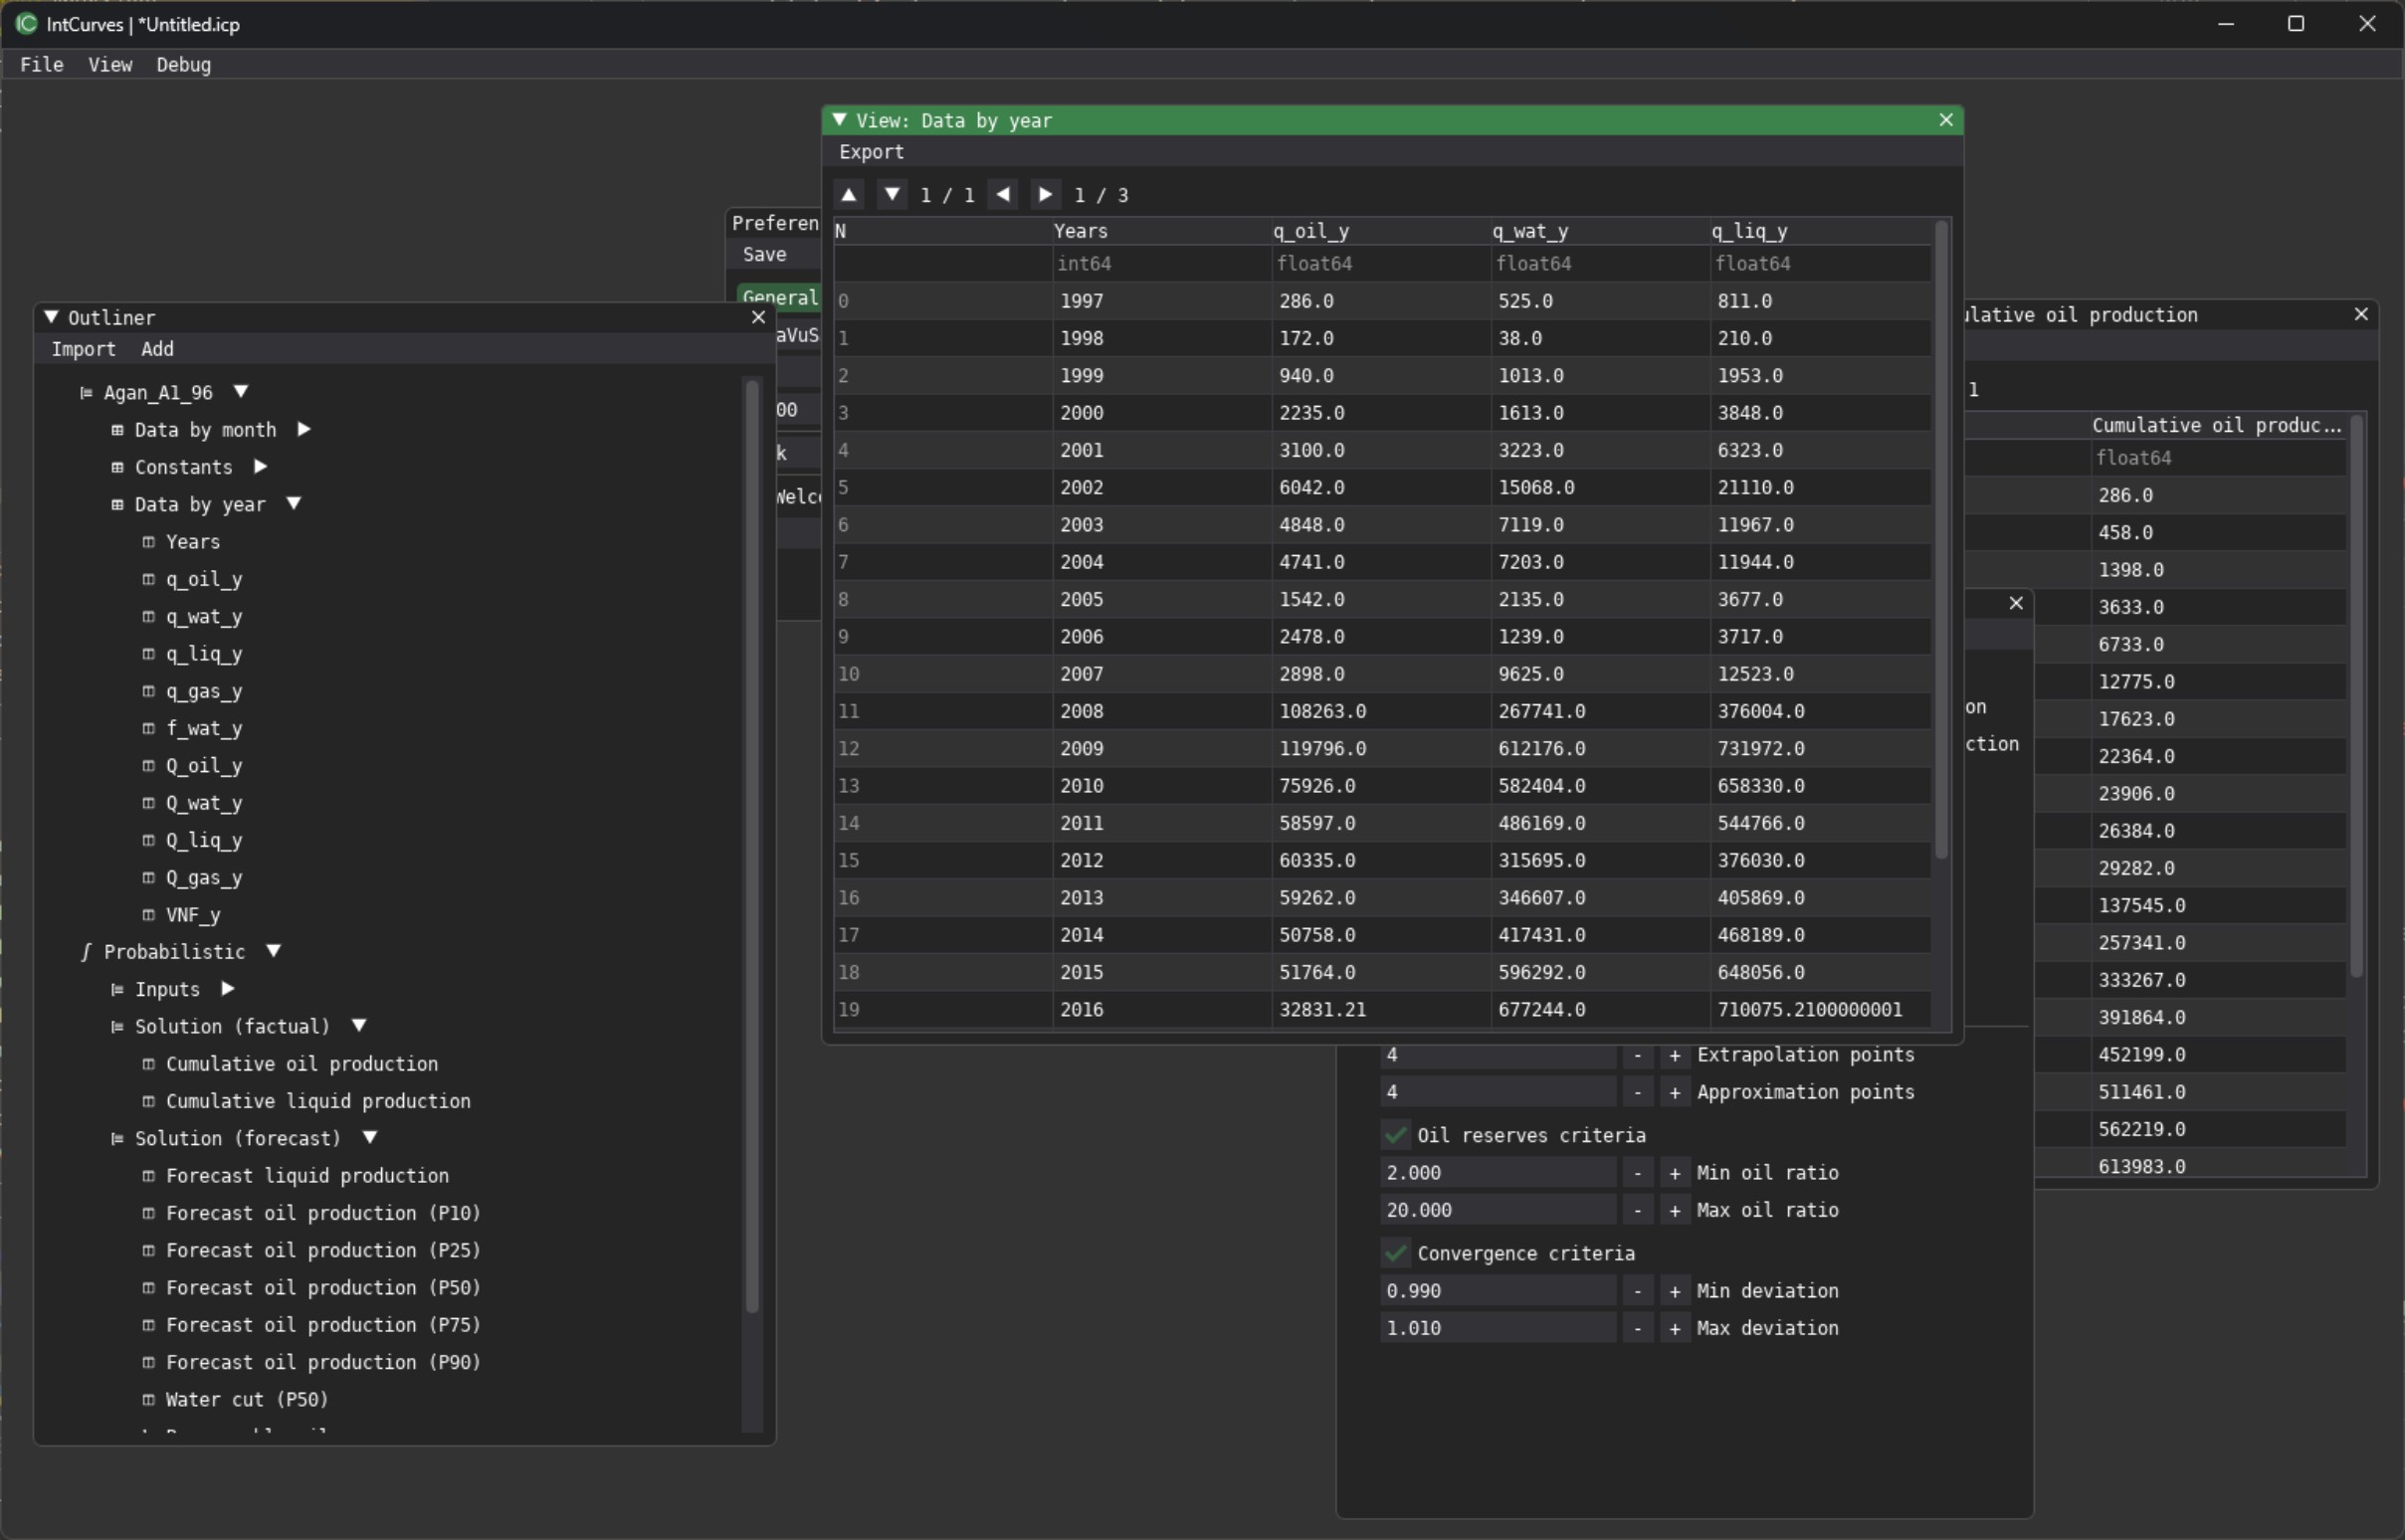 IntCurves | *Untitled.icp
File View Debug
View: Data by year
Export
1 / 1 1 / 3
N Years q_oil_y q_wat_y q_liq_y
int64 float64 float64 float64
0 1997 286.0 525.0 811.0
1 1998 172.0 38.0 210.0
2 1999 940.0 1013.0 1953.0
3 2000 2235.0 1613.0 3848.0
4 2001 3100.0 3223.0 6323.0
5 2002 6042.0 15068.0 21110.0
6 2003 4848.0 7119.0 11967.0
7 2004 4741.0 7203.0 11944.0
8 2005 1542.0 2135.0 3677.0
9 2006 2478.0 1239.0 3717.0
10 2007 2898.0 9625.0 12523.0
11 2008 108263.0 267741.0 376004.0
12 2009 119796.0 612176.0 731972.0
13 2010 75926.0 582404.0 658330.0
14 2011 58597.0 486169.0 544766.0
15 2012 60335.0 315695.0 376030.0
16 2013 59262.0 346607.0 405869.0
17 2014 50758.0 417431.0 468189.0
18 2015 51764.0 596292.0 648056.0
19 2016 32831.21 677244.0 710075.2100000001
Preferen
Save
General
aVuS
00
k
Welc
Outliner
Import Add
Agan_Al_96
Data by month
Constants
Data by year
Years
q_oil_y
q_wat_y
q_liq_y
q_gas_y
f_wat_y
Q_oil_y
Q_wat_y
Q_liq_y
Q_gas_y
VNF_y
∫ Probabilistic
Inputs
Solution (factual)
Cumulative oil production
Cumulative liquid production
Solution (forecast)
Forecast liquid production
Forecast oil production (P10)
Forecast oil production (P25)
Forecast oil production (P50)
Forecast oil production (P75)
Forecast oil production (P90)
Water cut (P50)
ulative oil production
1
Cumulative oil produc...
float64
286.0
458.0
1398.0
3633.0
6733.0
12775.0
17623.0
22364.0
23906.0
26384.0
29282.0
137545.0
257341.0
333267.0
391864.0
452199.0
511461.0
562219.0
613983.0
on
ction
4 - + Extrapolation points
4 - + Approximation points
Oil reserves criteria
2.000 - + Min oil ratio
20.000 - + Max oil ratio
Convergence criteria
0.990 - + Min deviation
1.010 - + Max deviation